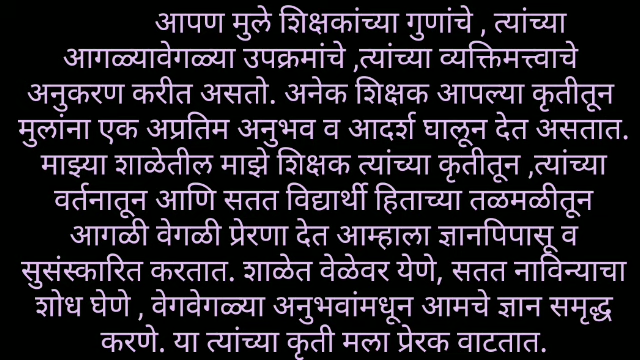 आपण मुले शिक्षकांच्या गुणांचे , त्यांच्या
आगळ्यावेगळ्या उपक्रमांचे ,त्यांच्या व्यक्तिमत्त्वाचे
अनुकरण करीत असतो. अनेक शिक्षक आपल्या कृतीतून
मुलांना एक अप्रतिम अनुभव व आदर्श घालून देत असतात.
माझ्या शाळेतील माझे शिक्षक त्यांच्या कृतीतून ,त्यांच्या
वर्तनातून आणि सतत विद्यार्थी हिताच्या तळमळीतून
आगळी वेगळी प्रेरणा देत आम्हाला ज्ञानपिपासू व
सुसंस्कारित करतात. शाळेत वेळेवर येणे, सतत नाविन्याचा
शोध घेणे , वेगवेगळ्या अनुभवांमधून आमचे ज्ञान समृद्ध
करणे. या त्यांच्या कृती मला प्रेरक वाटतात.